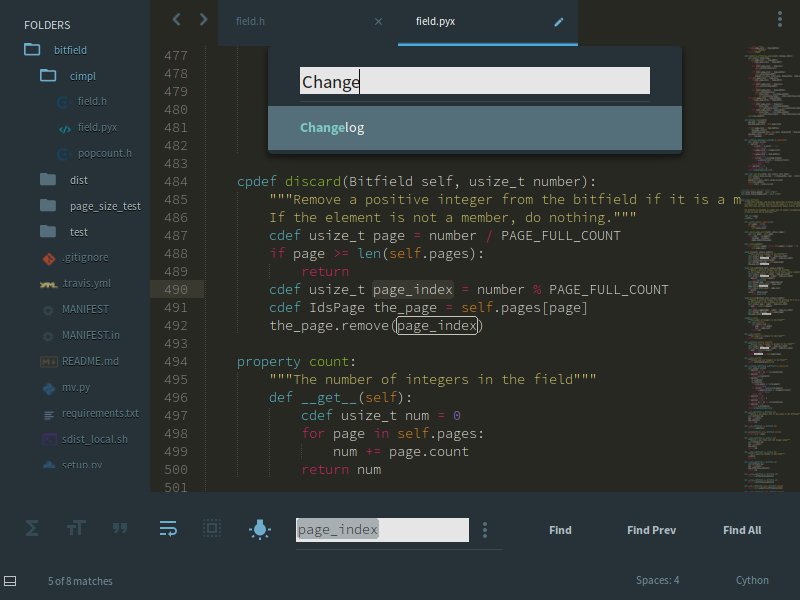 FOLDERS
bitfield
cimpl
field.h
field.pyx
popcount.h
dist
page_size_test
test
.gitignore
.travis.yml
MANIFEST
MANIFEST.in
README.md
mv.py
requirements.txt
sdist_local.sh
setup.py
field.h
field.pyx
Change
Changelog
477
478
479
480
481
482
483
484 cpdef discard(Bitfield self, usize_t number):
485 """Remove a positive integer from the bitfield if it is a m
486 If the element is not a member, do nothing."""
487 cdef usize_t page = number / PAGE_FULL_COUNT
488 if page >= len(self.pages):
489 return
490 cdef usize_t page_index = number % PAGE_FULL_COUNT
491 cdef IdsPage the_page = self.pages[page]
492 the_page.remove(page_index)
493
494 property count:
495 """The number of integers in the field"""
496 def __get__(self):
497 cdef usize_t num = 0
498 for page in self.pages:
499 num += page.count
500 return num
501
page_index
Find
Find Prev
Find All
5 of 8 matches
Spaces: 4
Cython